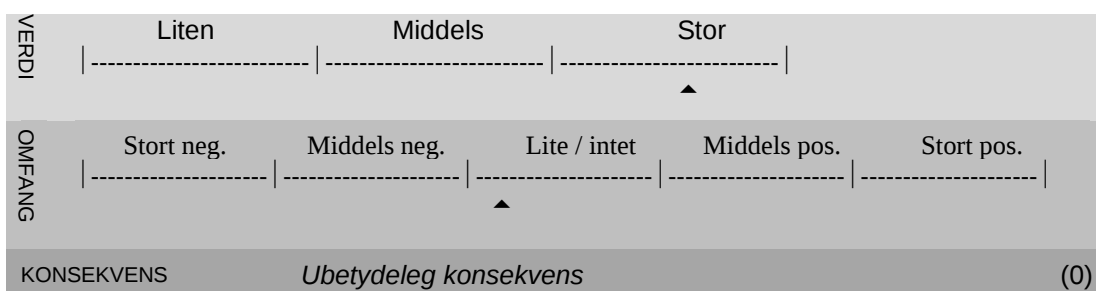 VERDI
Liten Middels Stor
|--------------------------|--------------------------|--------------------------|
OMFANG
Stort neg. Middels neg. Lite / intet Middels pos. Stort pos.
|---------------------|---------------------|---------------------|---------------------|---------------------|
KONSEKVENS Ubetydeleg konsekvens (0)